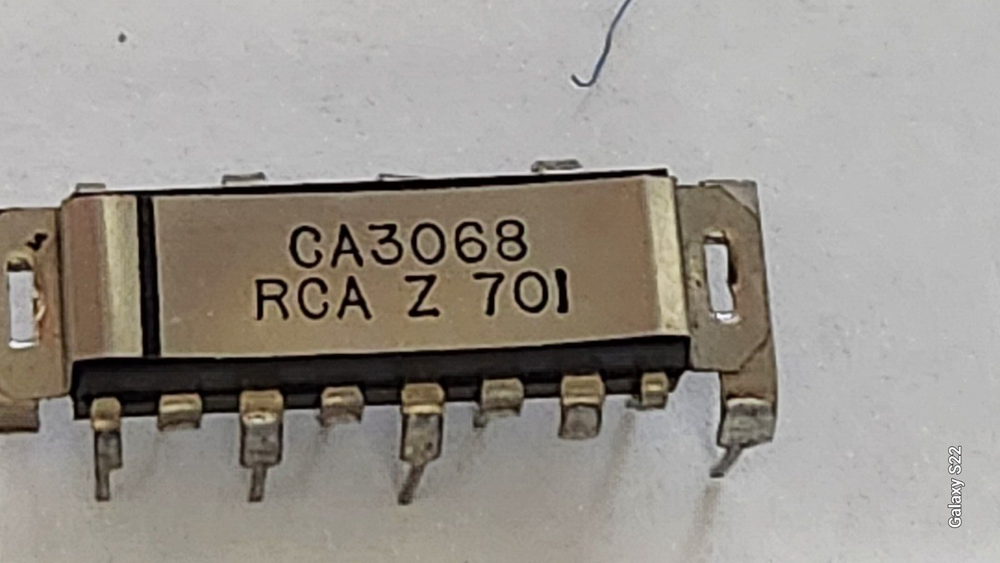 CA3068
RCA Z 701
Galaxy S22